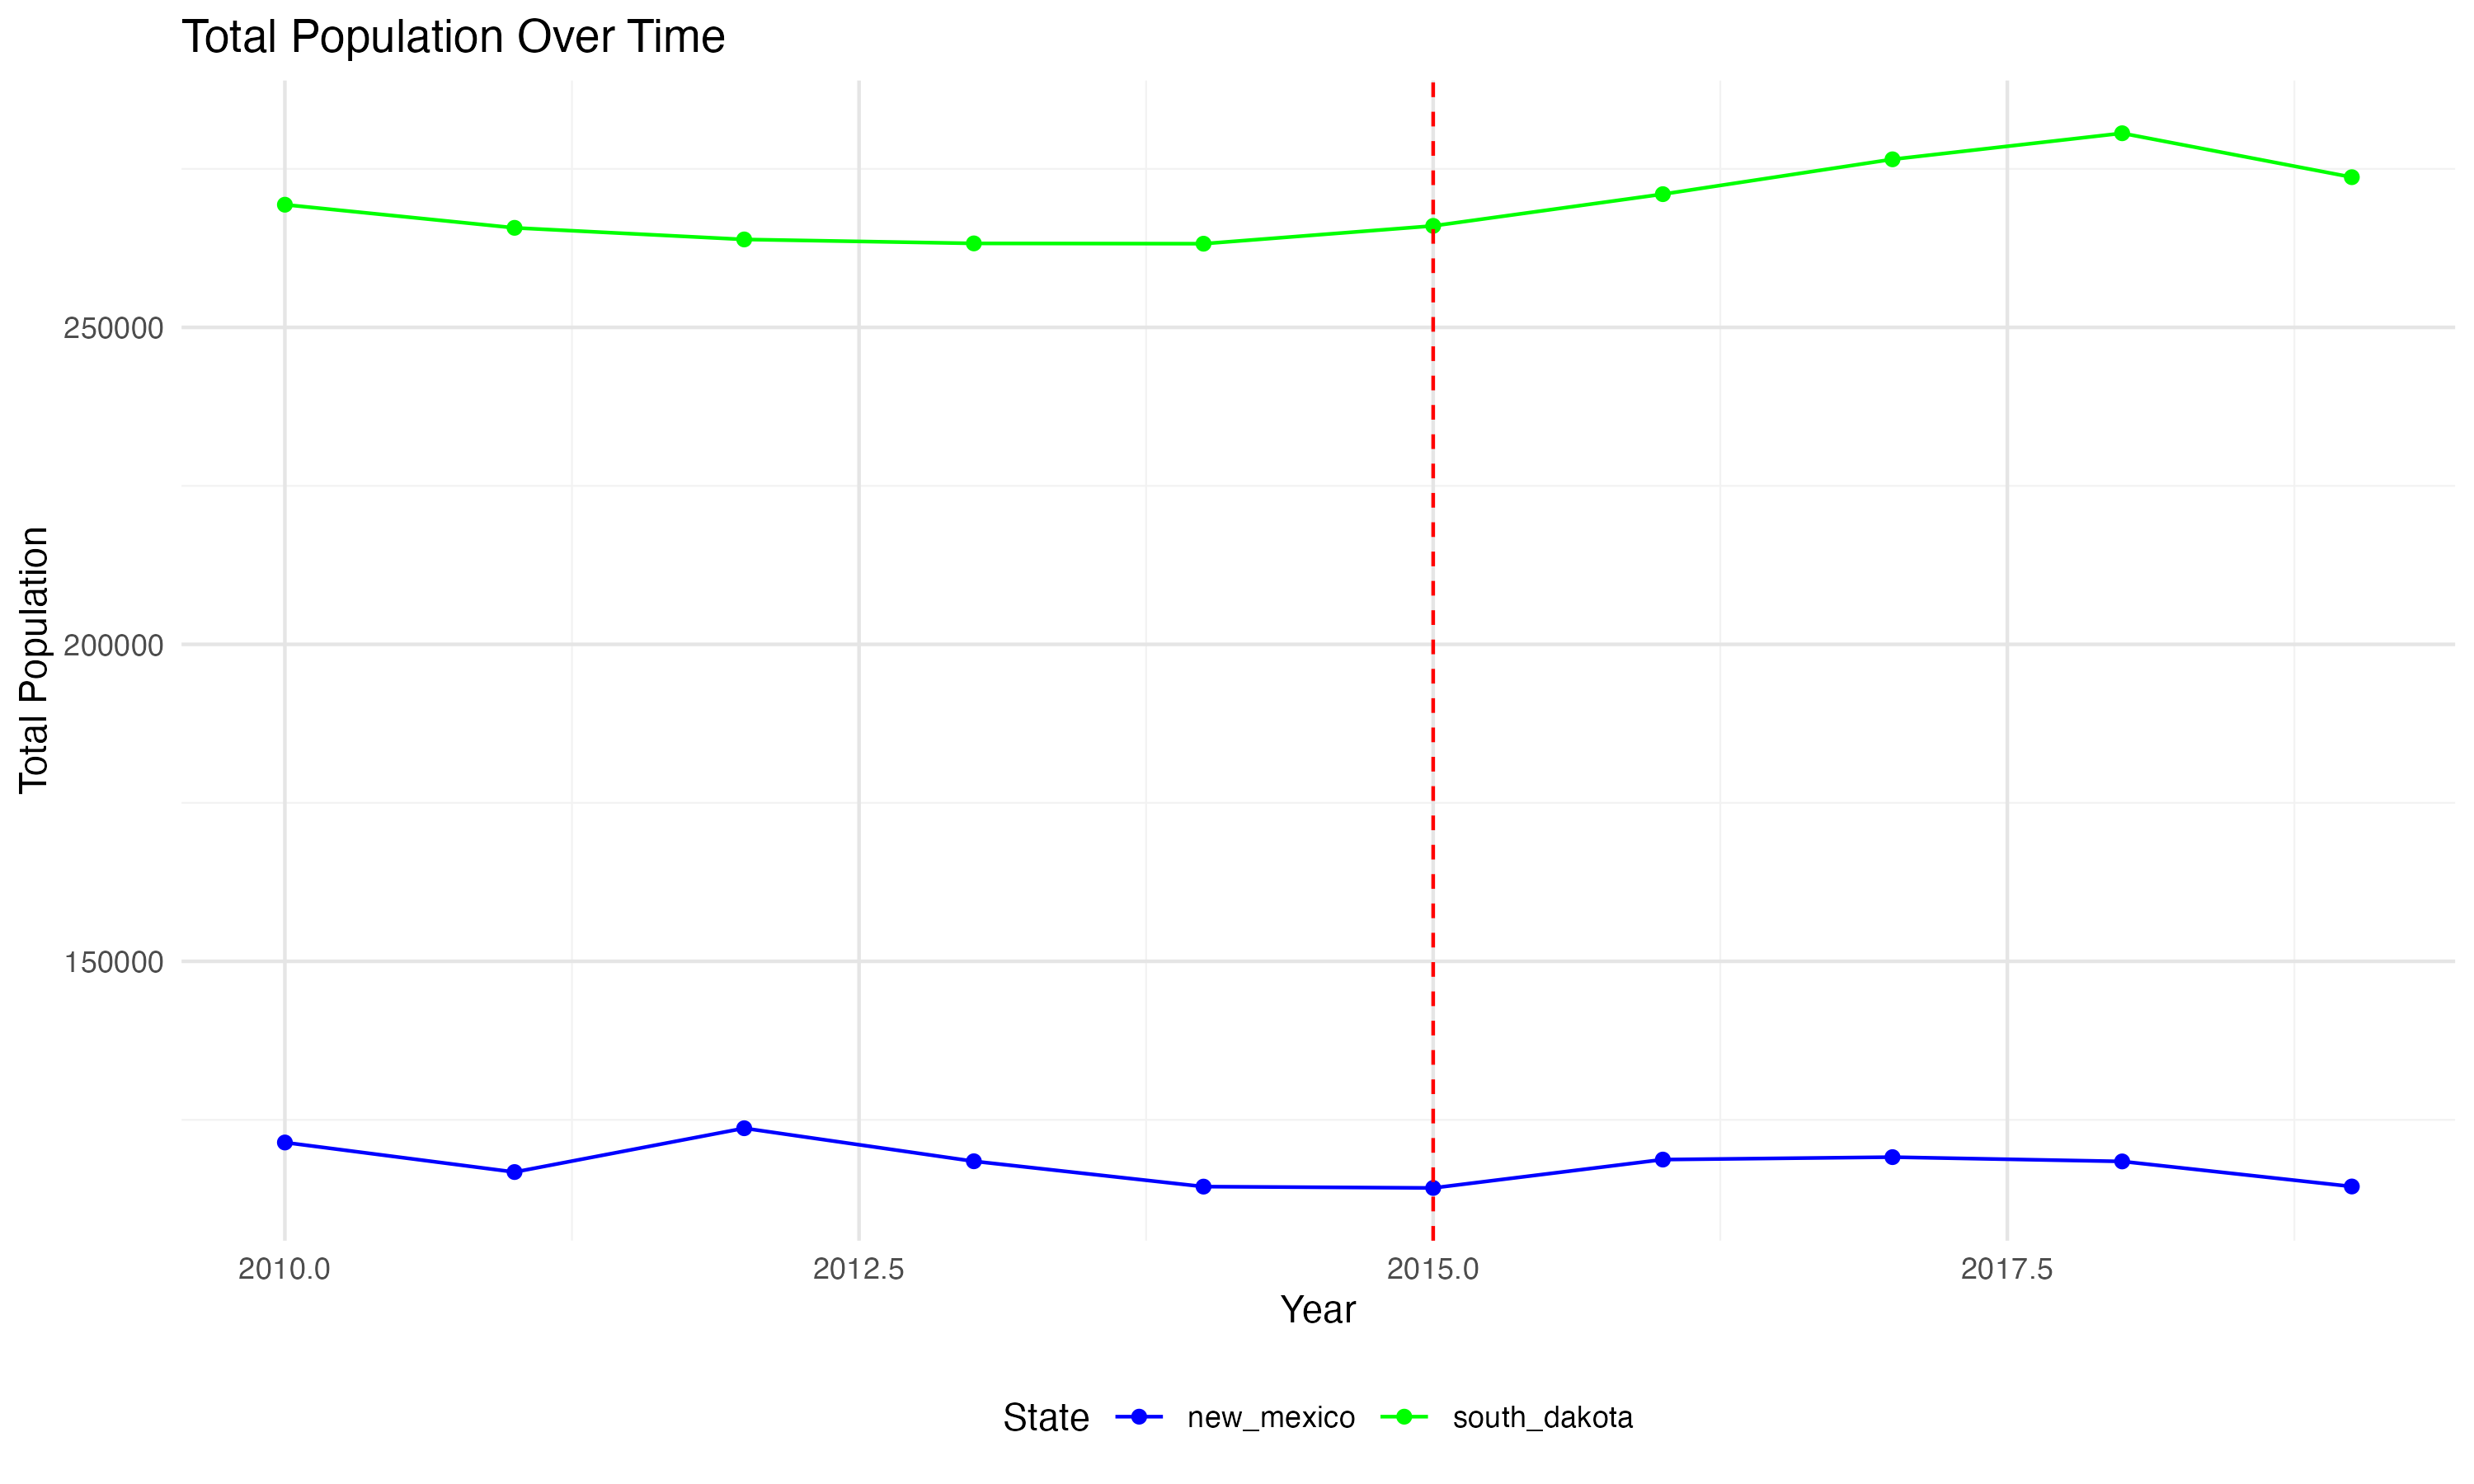 Total Population Over Time
Total Population
250000
200000
150000
2010.0 2012.5 2015.0 2017.5
Year
State new_mexico south_dakota